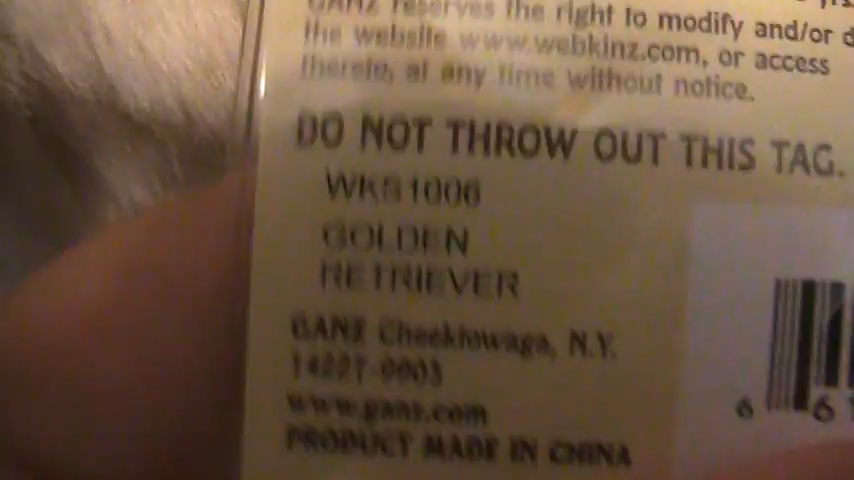 GANZ reserves the right to modify and/or d
the website www.webkinz.com, or access
therein, at any time without notice.
DO NOT THROW OUT THIS TAG.
WKS1006
GOLDEN
RETRIEVER
GANZ Cheektowaga, N.Y.
14227-0003
www.ganz.com
PRODUCT MADE IN CHINA
6 61